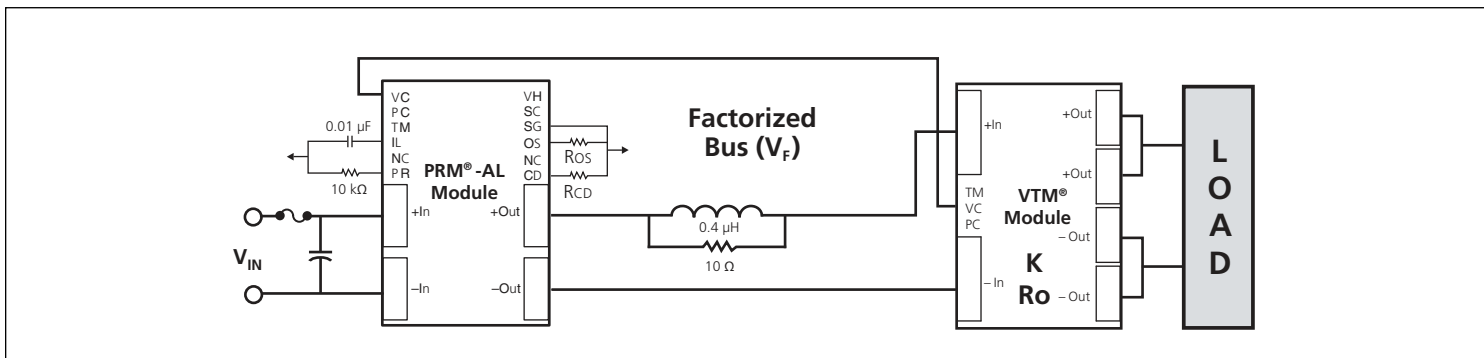 VC
PC
TM
IL
NC
PR
VH
SC
SG
OS
NC
CD
0.01 µF
10 kΩ
PRM®-AL
Module
+In
–In
+Out
–Out
ROS
RCD
VIN
Factorized
Bus (VF)
0.4 µH
10 Ω
+In
TM
VC
PC
– In
VTM®
Module
K
Ro
+Out
+Out
– Out
– Out
L
O
A
D